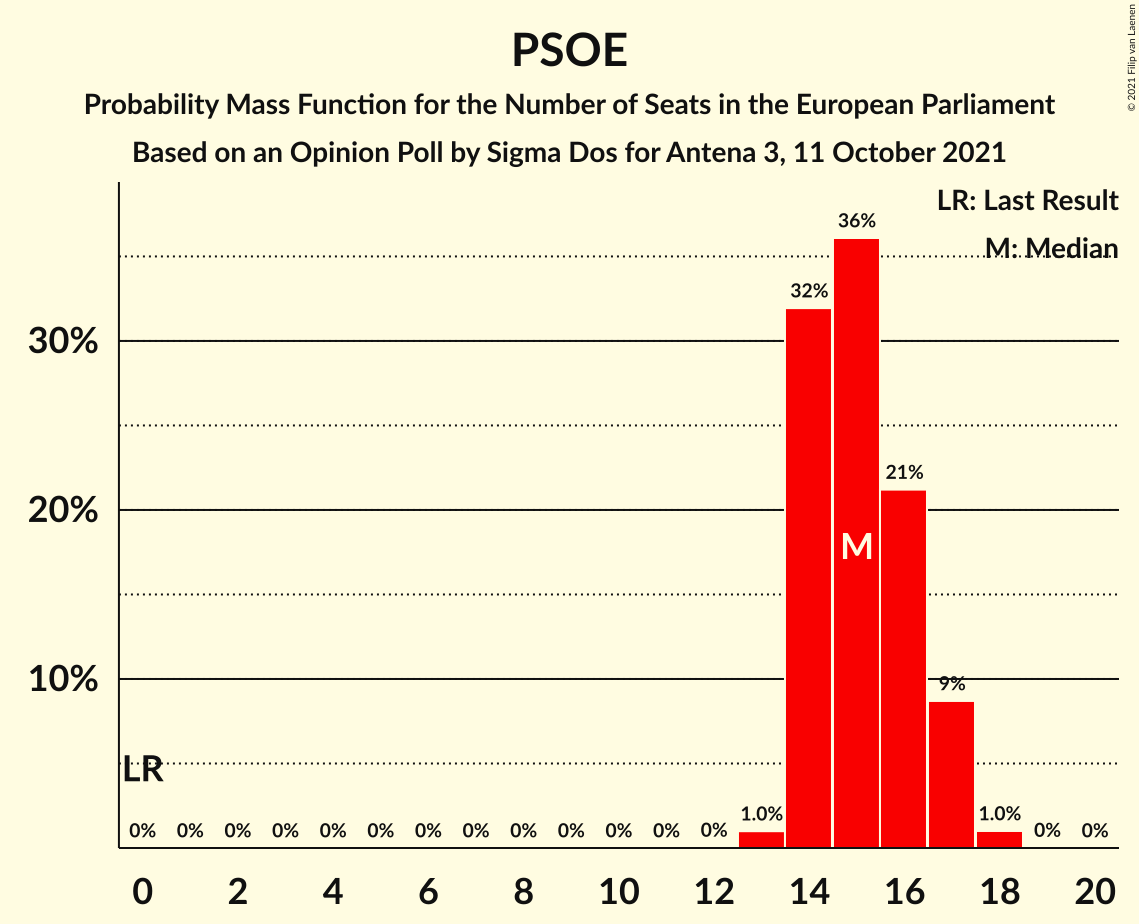 PSOE
Probability Mass Function for the Number of Seats in the European Parliament
Based on an Opinion Poll by Sigma Dos for Antena 3, 11 October 2021
© 2021 Filip van Laenen
LR: Last Result
M: Median
30%
20%
10%
LR
M
0% 0% 0% 0% 0% 0% 0% 0% 0% 0% 0% 0% 0% 1.0% 32% 36% 21% 9% 1.0% 0% 0%
0 2 4 6 8 10 12 14 16 18 20